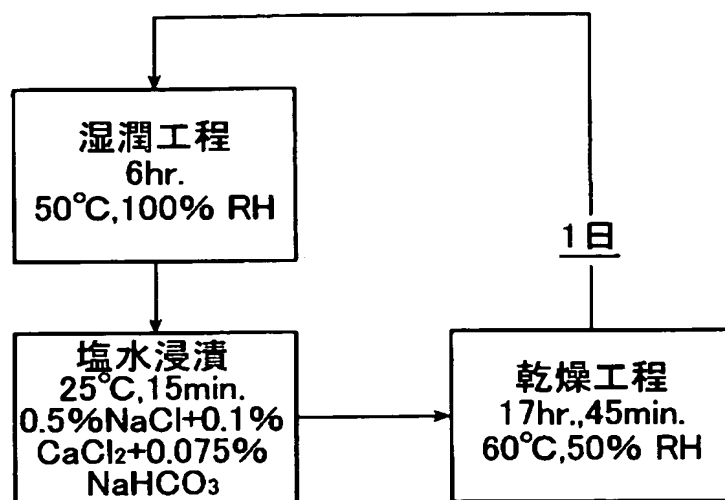 湿潤工程
6hr.
50℃,100% RH
1日
塩水浸漬
25℃,15min.
0.5%NaCl+0.1%
CaCl₂+0.075%
NaHCO₃
乾燥工程
17hr.,45min.
60℃,50% RH